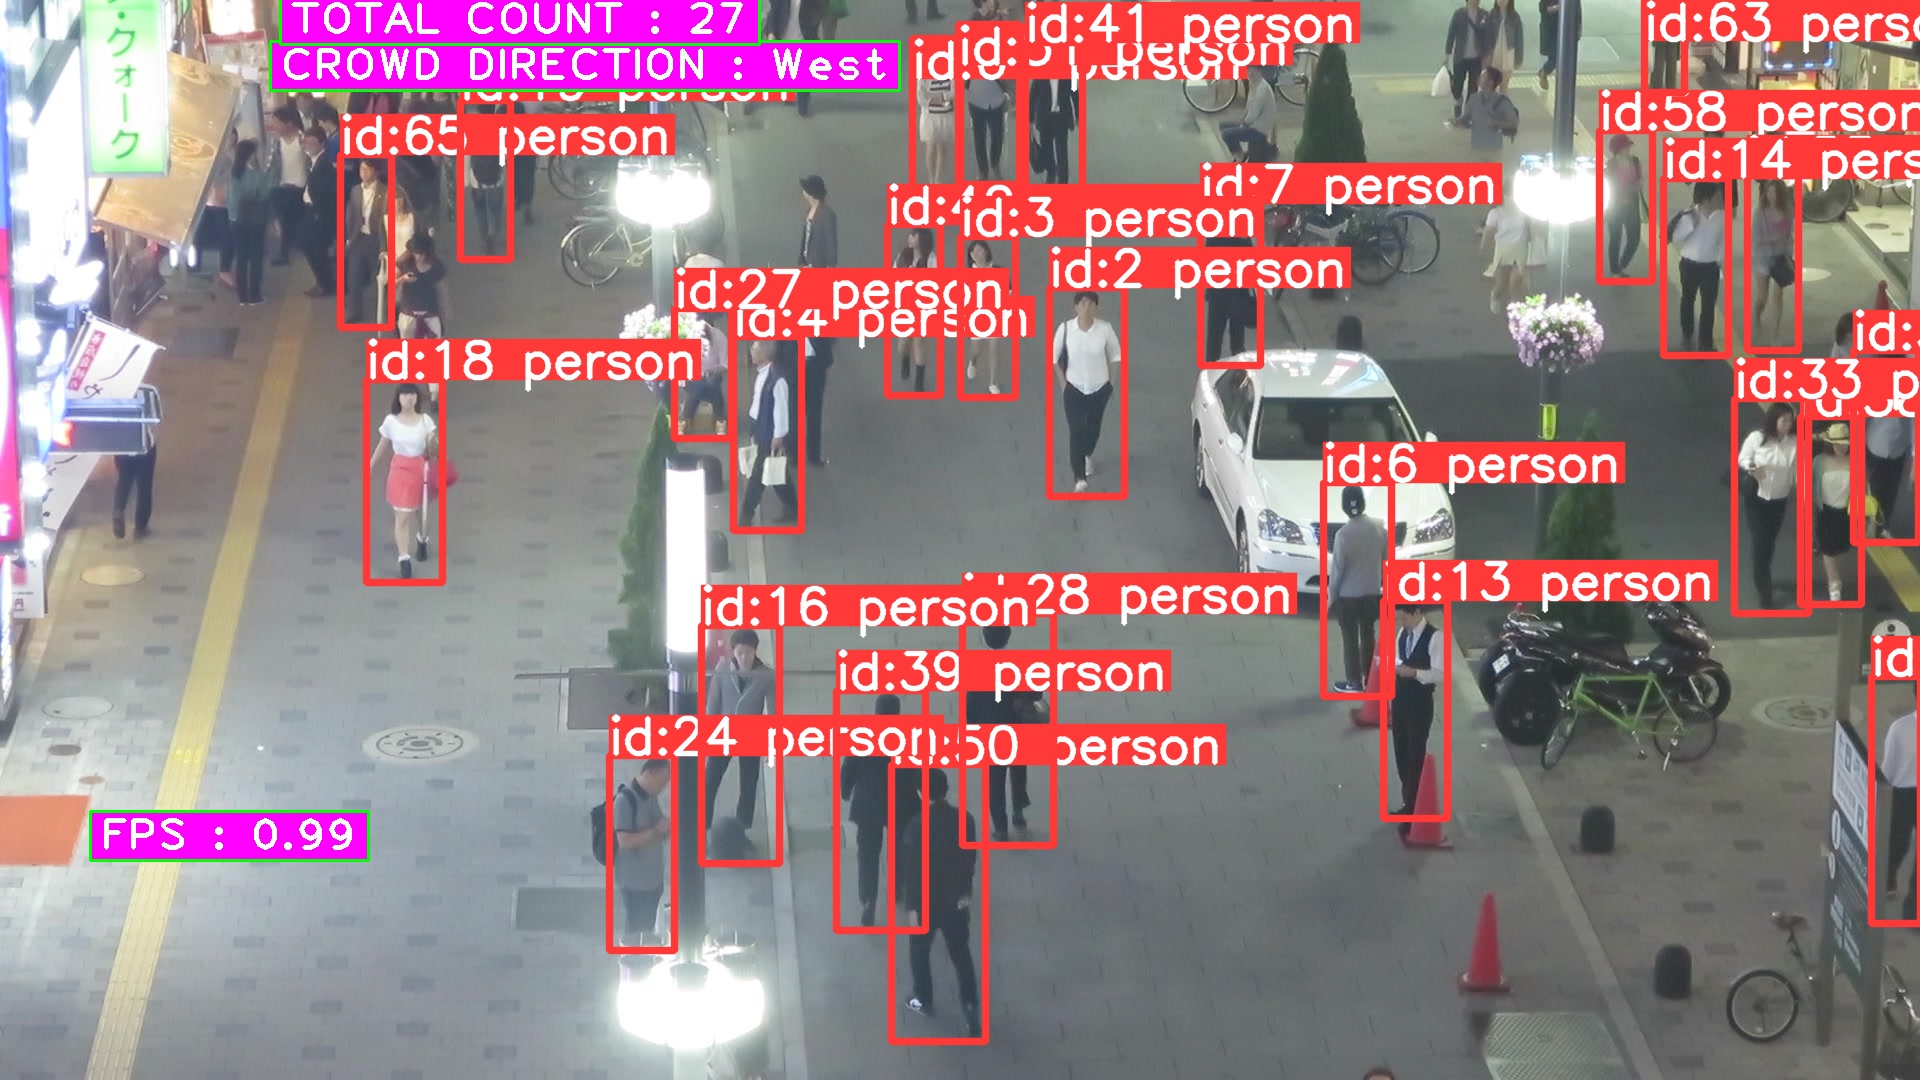 TOTAL COUNT : 27
CROWD DIRECTION : West
id:41 person
person
id:63
id:58 person
id:65 person
id:14
id:7 person
id:3 person
id:2 person
id:27 person
id:4 person
id:18 person
id:33
id:6 person
id:13 person
id:16 person
28 person
id:39 person
id:24 person
:50 person
id
FPS : 0.99
クォーク